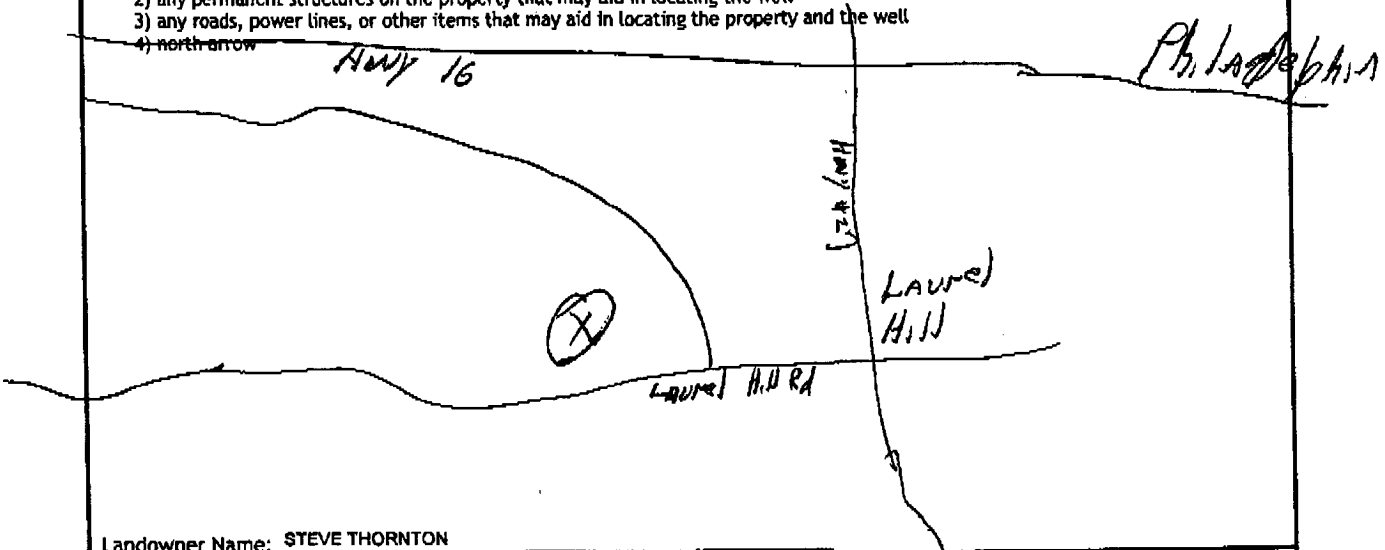 2) any permanent structures on the property that may aid in locating the well
3) any roads, power lines, or other items that may aid in locating the property and the well
4) north arrow
Hwy 16
Philadelphia
Laurel
Hill
Laurel Hill Rd
Landowner Name: STEVE THORNTON